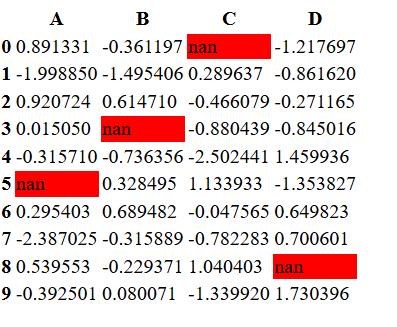 A B C D
0 0.891331 -0.361197 nan -1.217697
1 -1.998850 -1.495406 0.289637 -0.861620
2 0.920724 0.614710 -0.466079 -0.271165
3 0.015050 nan -0.880439 -0.845016
4 -0.315710 -0.736356 -2.502441 1.459936
5 nan 0.328495 1.133933 -1.353827
6 0.295403 0.689482 -0.047565 0.649823
7 -2.387025 -0.315889 -0.782283 0.700601
8 0.539553 -0.229371 1.040403 nan
9 -0.392501 0.080071 -1.339920 1.730396